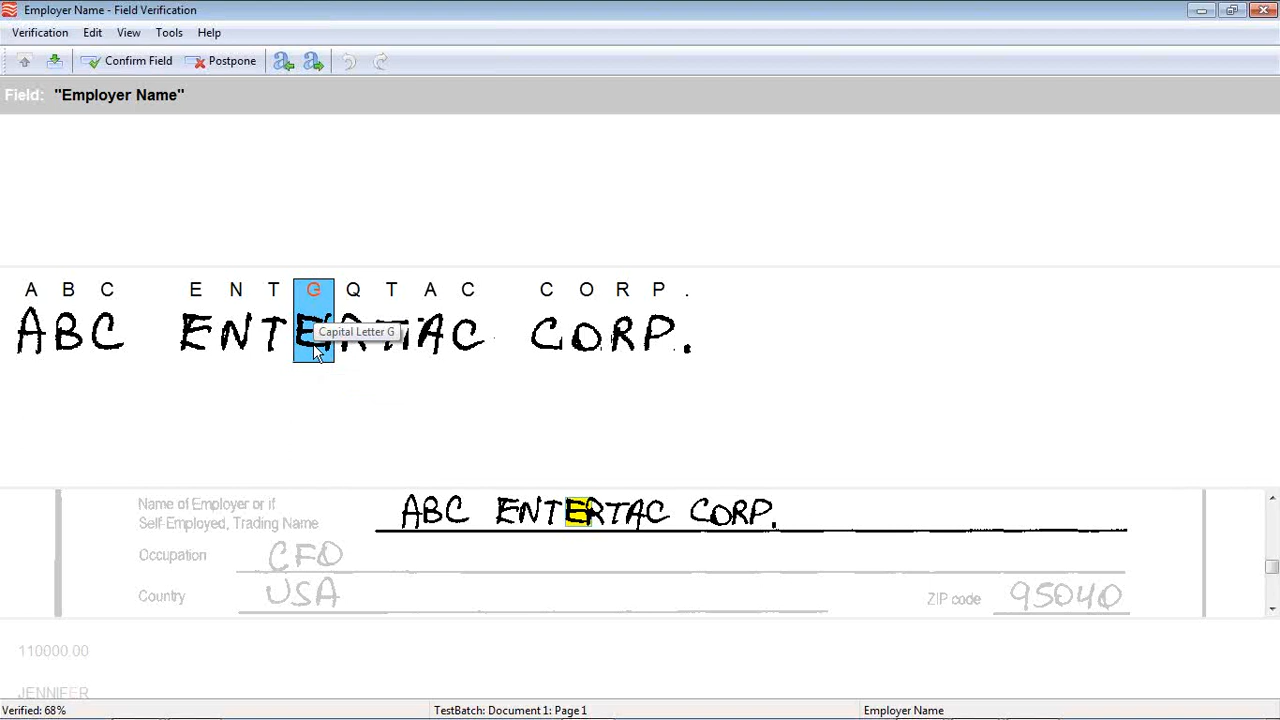 Employer Name - Field Verification
Verification Edit View Tools Help
Confirm Field Postpone a a
Field: "Employer Name"
A B C E N T G Q T A C C O R P .
ABC ENTERTAC CORP.
Capital Letter G
Name of Employer or if
Self-Employed, Trading Name ABC ENTERTAC CORP.
Occupation CFO
Country USA ZIP code 95040
110000.00
JENNIFER
Verified: 68% TestBatch: Document 1: Page 1 Employer Name